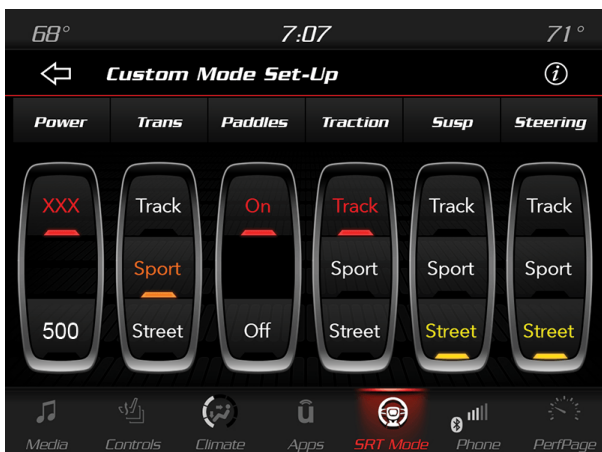 68° 7:07 71°
Custom Mode Set-Up i
Power Trans Paddles Traction Susp Steering
XXX Track On Track Track Track
Sport Sport Sport Sport
500 Street Off Street Street Street
Media Controls Climate Apps SRT Mode Phone PerfPage